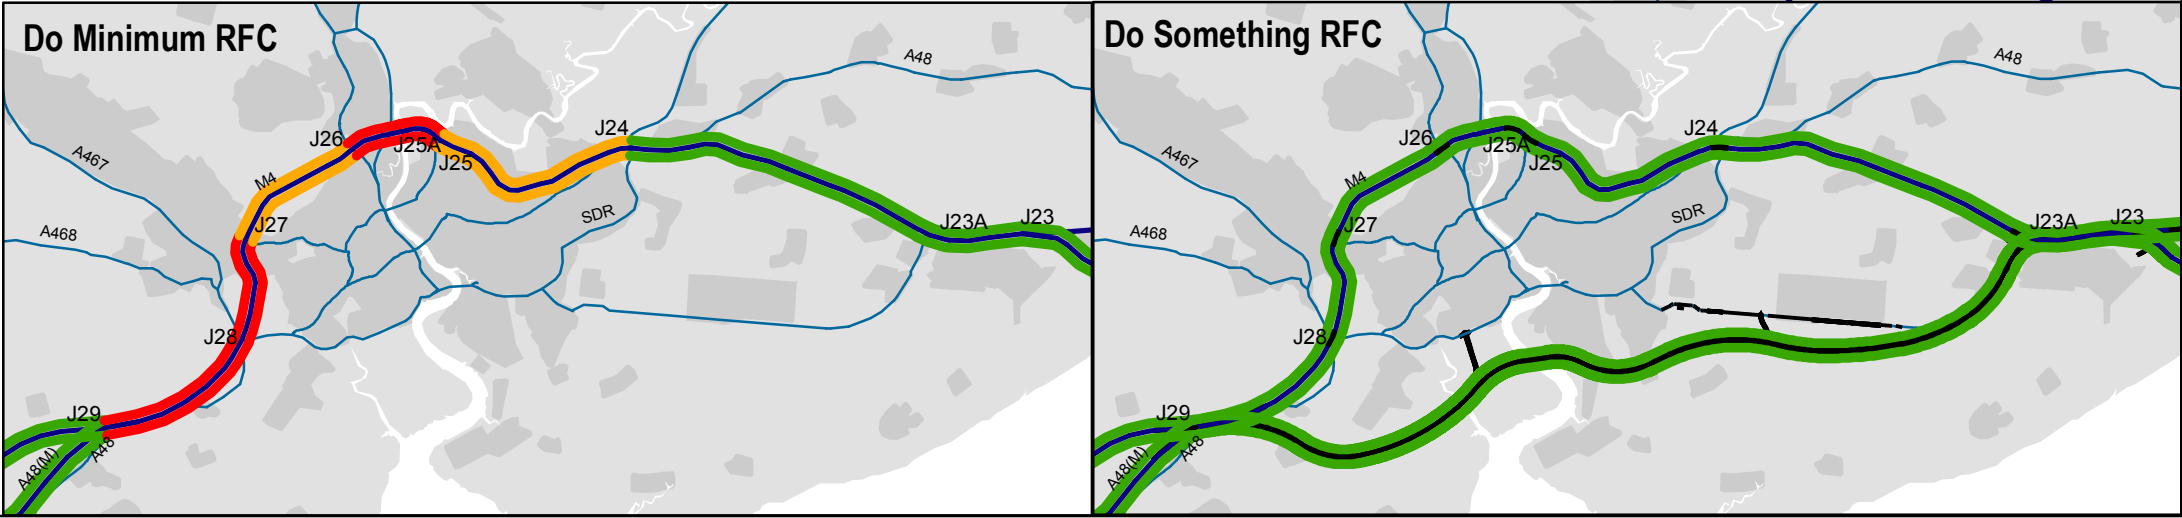 Do Minimum RFC
A48
J26
J25A
J24
J25
A467
M4
J27
SDR
A468
J23A
J23
J28
J29
A48(M)
A48
Do Something RFC
A48
J26
J25A
J24
J25
A467
M4
J27
SDR
A468
J23A
J23
J28
J29
A48(M)
A48